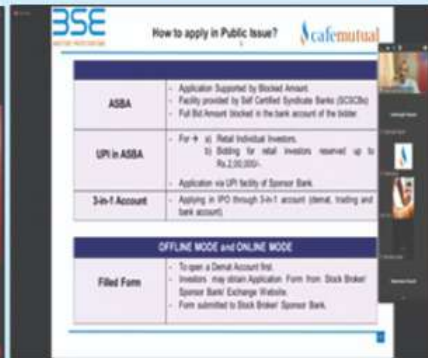 BSE
How to apply in Public Issue?
cafemutual
ASBA
- Application Supported by Blocked Amount.
- Facility provided by Self Certified Syndicate Banks (SCSCBs)
- Full Bid Amount blocked in the bank account of the bidder.
UPI in ASBA
- For → a) Retail Individual Investors.
b) Bidding for retail investors reserved up to
Rs.2,00,000/-.
- Application via UPI facility of Sponsor Bank.
3-in-1 Account
- Applying in IPO through 3-in-1 account (demat, trading and
bank account).
OFFLINE MODE and ONLINE MODE
Filled Form
- To open a Demat Account first.
- Investors may obtain Application Form from Stock Broker/
Sponsor Bank/ Exchange Website.
- Form submitted to Stock Broker/ Sponsor Bank.